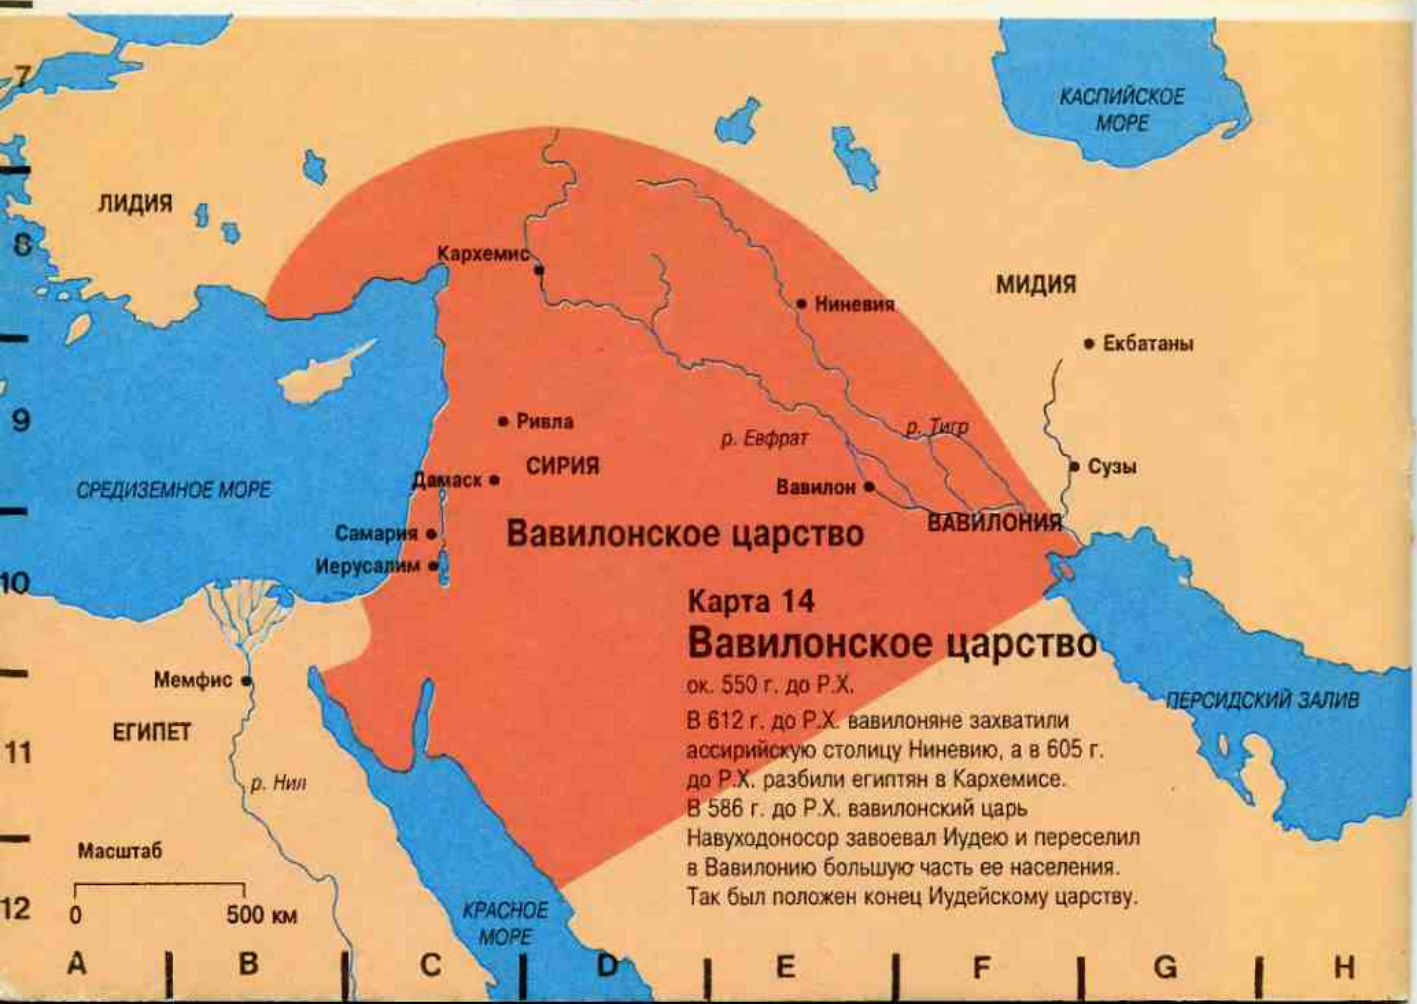 7
КАСПИЙСКОЕ
МОРЕ
ЛИДИЯ
8
Кархемис
МИДИЯ
Ниневия
Екбатаны
9
Ривла
р. Евфрат
р. Тигр
СИРИЯ
Сузы
Дамаск
СРЕДИЗЕМНОЕ МОРЕ
Вавилон
ВАВИЛОНИЯ
Самария
Вавилонское царство
Иерусалим
10
Карта 14
Вавилонское царство
ок. 550 г. до Р.Х.
В 612 г. до Р.Х. вавилоняне захватили
ассирийскую столицу Ниневию, а в 605 г.
до Р.Х. разбили египтян в Кархемисе.
В 586 г. до Р.Х. вавилонский царь
Навуходоносор завоевал Иудею и переселил
в Вавилонию большую часть ее населения.
Так был положен конец Иудейскому царству.
Мемфис
ПЕРСИДСКИЙ ЗАЛИВ
ЕГИПЕТ
11
р. Нил
Масштаб
0 500 км
12
КРАСНОЕ
МОРЕ
A B C D E F G H